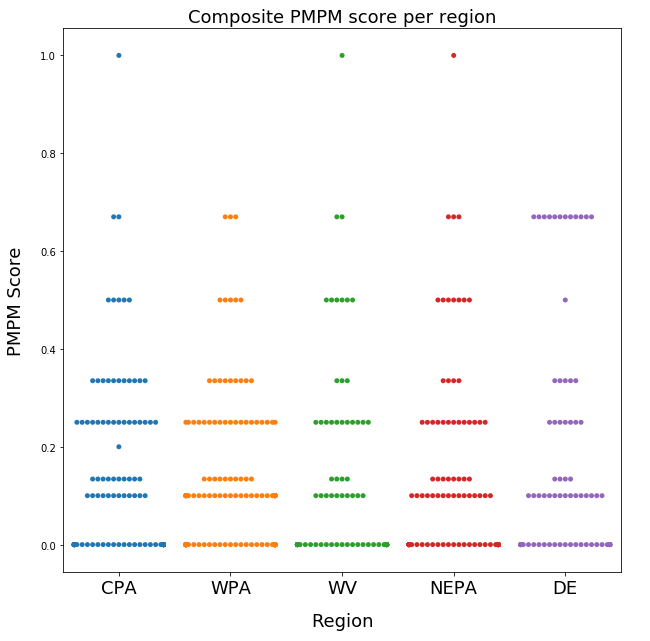 Composite PMPM score per region
1.0
0.8
0.6
0.4
0.2
0.0
PMPM Score
CPA WPA WV NEPA DE
Region